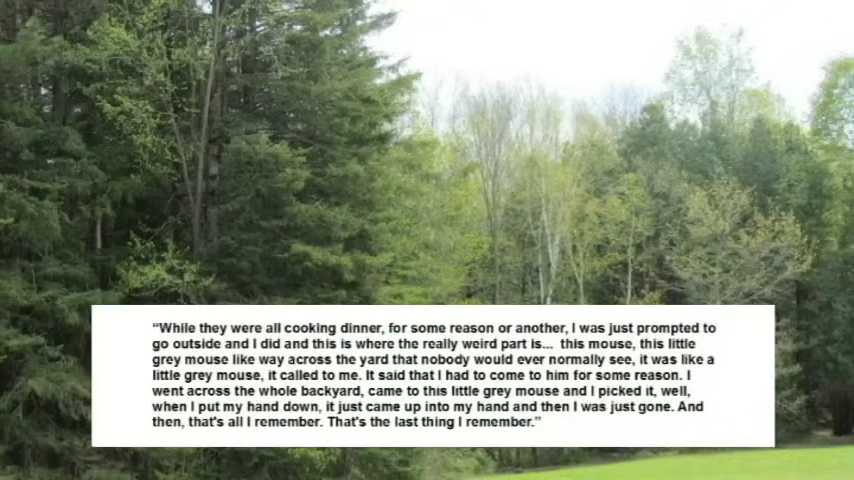 “While they were all cooking dinner, for some reason or another, I was just prompted to
go outside and I did and this is where the really weird part is... this mouse, this little
grey mouse like way across the yard that nobody would ever normally see, it was like a
little grey mouse, it called to me. It said that I had to come to him for some reason. I
went across the whole backyard, came to this little grey mouse and I picked it, well,
when I put my hand down, it just came up into my hand and then I was just gone. And
then, that's all I remember. That's the last thing I remember.”